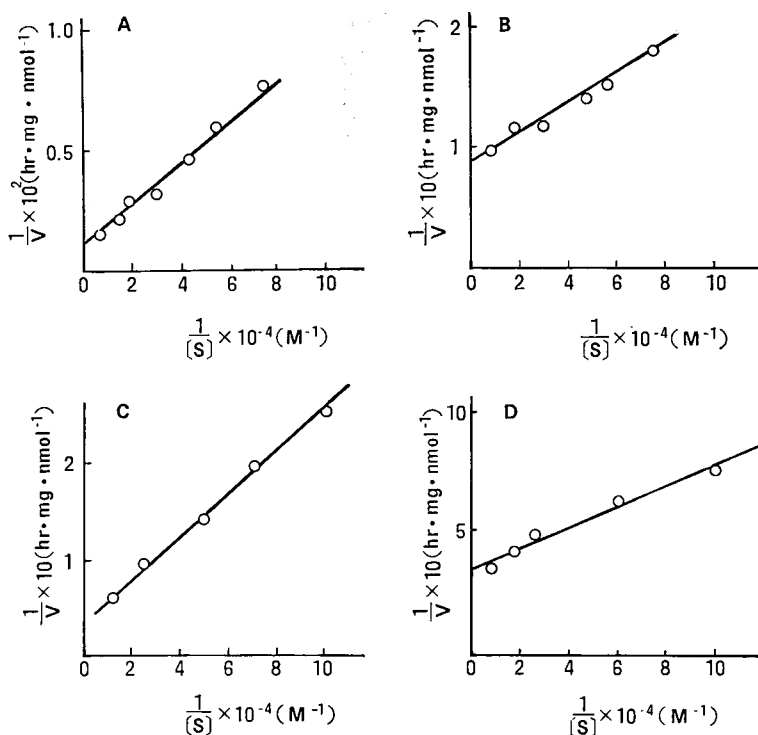 A
1.0
0.5
0
2
4
6
8
10
1/V × 10² (hr • mg • nmol⁻¹)
1/[S] × 10⁻⁴ (M⁻¹)
B
2
1
0
0
2
4
6
8
10
1/V × 10 (hr • mg • nmol⁻¹)
1/[S] × 10⁻⁴ (M⁻¹)
C
2
1
0
2
4
6
8
10
1/V × 10 (hr • mg • nmol⁻¹)
1/[S] × 10⁻⁴ (M⁻¹)
D
10
5
0
2
4
6
8
10
1/V × 10 (hr • mg • nmol⁻¹)
1/[S] × 10⁻⁴ (M⁻¹)